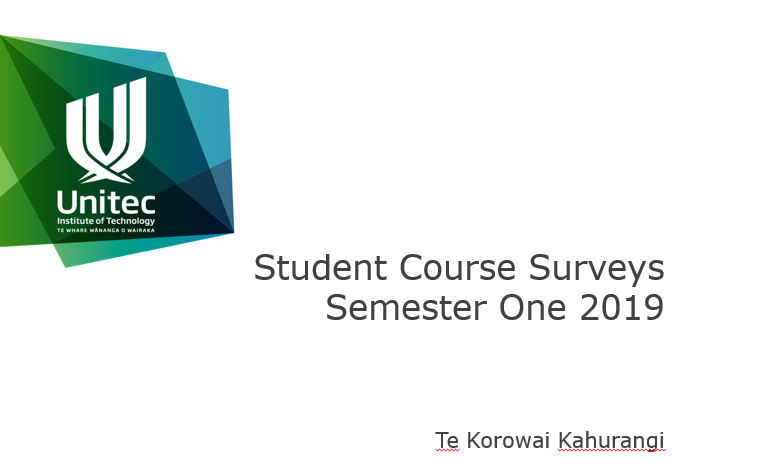 Unitec
Institute of Technology
TE WHARE WĀNANGA O WAIRAKA
Student Course Surveys
Semester One 2019
Te Korowai Kahurangi